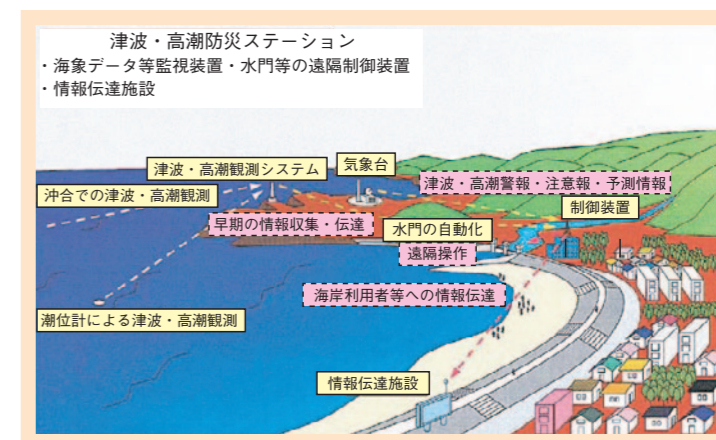 津波・高潮防災ステーション
・海象データ等監視装置・水門等の遠隔制御装置
・情報伝達施設
津波・高潮観測システム
気象台
津波・高潮警報・注意報・予測情報
沖合での津波・高潮観測
制御装置
早期の情報収集・伝達
水門の自動化
遠隔操作
海岸利用者等への情報伝達
潮位計による津波・高潮観測
情報伝達施設